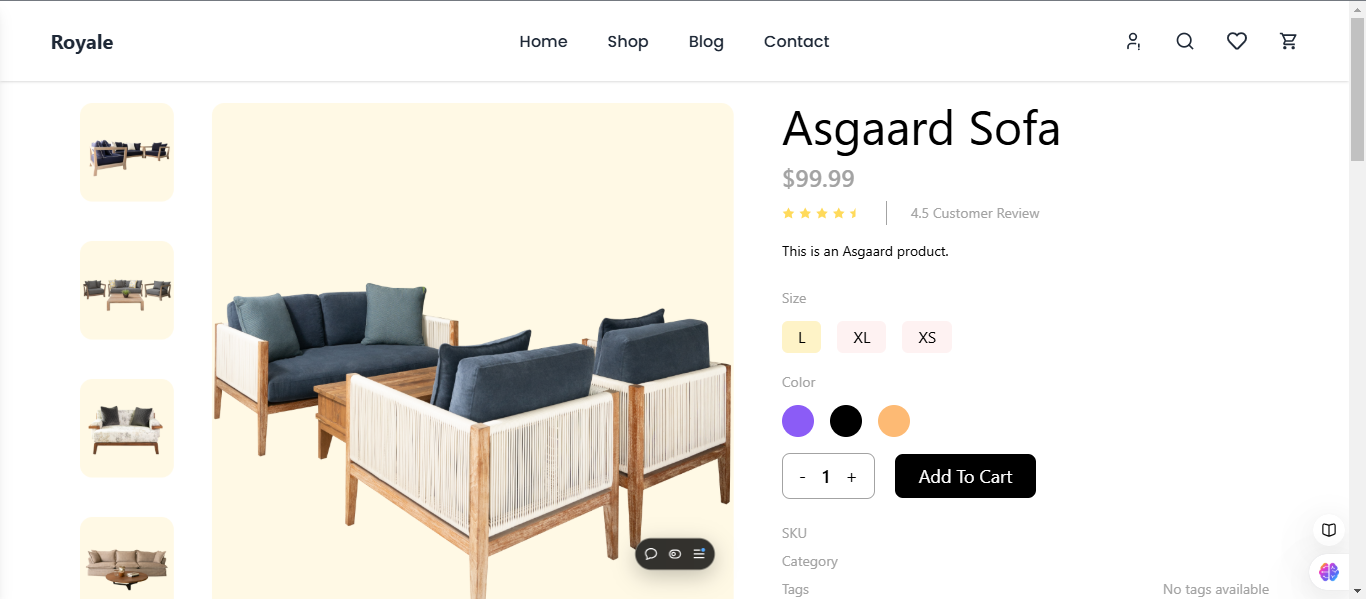 Royale
Home Shop Blog Contact
Asgaard Sofa
$99.99
4.5 Customer Review
This is an Asgaard product.
Size
L XL XS
Color
- 1 + Add To Cart
SKU
Category
Tags No tags available